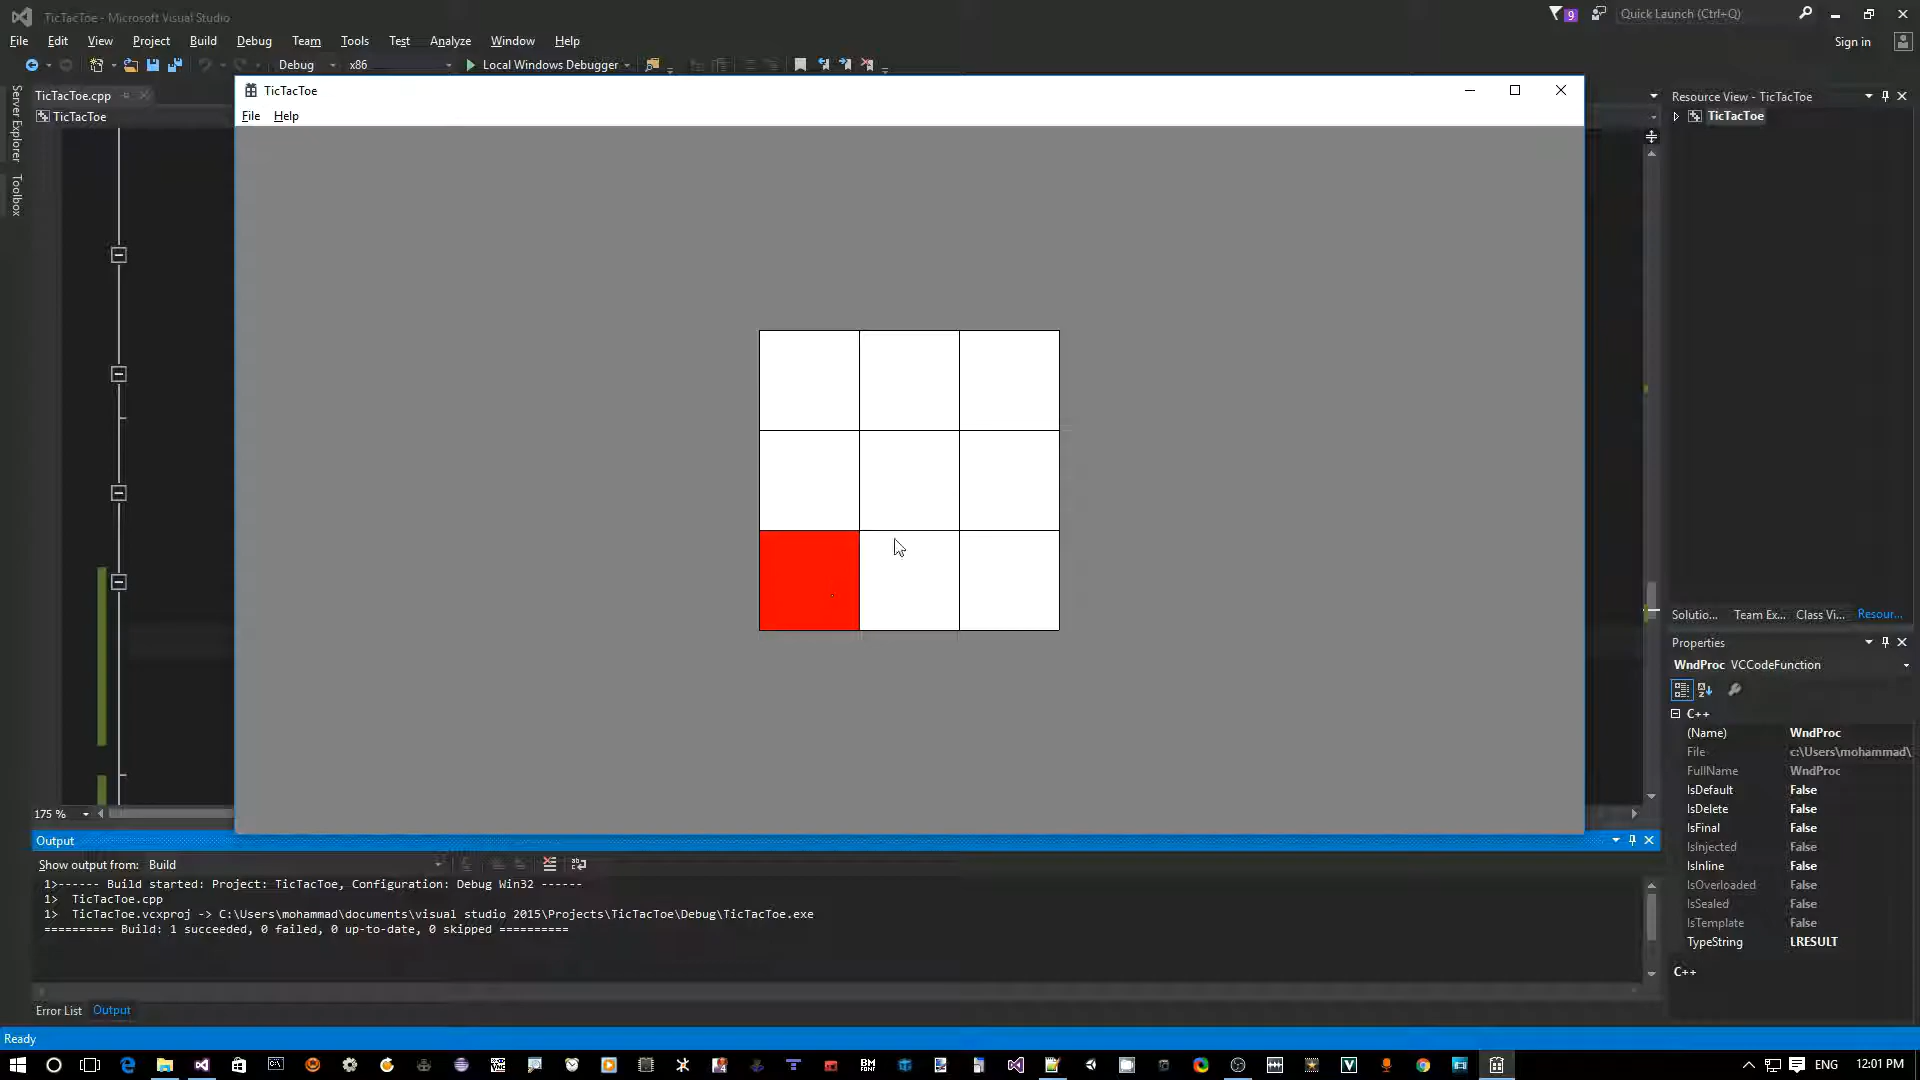 TicTacToe - Microsoft Visual Studio
9
Quick Launch (Ctrl+Q)
File Edit View Project Build Debug Team Tools Test Analyze Window Help
Sign in
Debug x86 Local Windows Debugger
Server Explorer
Toolbox
TicTacToe.cpp
TicTacToe
TicTacToe
File Help
Resource View - TicTacToe
TicTacToe
Solutio... Team Ex... Class Vi... Resour...
Properties
WndProc VCCodeFunction
C++
(Name) WndProc
File c:\Users\mohammad\
FullName WndProc
IsDefault False
IsDelete False
IsFinal False
IsInjected False
IsInline False
IsOverloaded False
IsSealed False
IsTemplate False
TypeString LRESULT
C++
175 %
Output
Show output from: Build
1>------ Build started: Project: TicTacToe, Configuration: Debug Win32 ------
1> TicTacToe.cpp
1> TicTacToe.vcxproj -> C:\Users\mohammad\documents\visual studio 2015\Projects\TicTacToe\Debug\TicTacToe.exe
========== Build: 1 succeeded, 0 failed, 0 up-to-date, 0 skipped ==========
Error List Output
Ready
BM FONT
ENG 12:01 PM